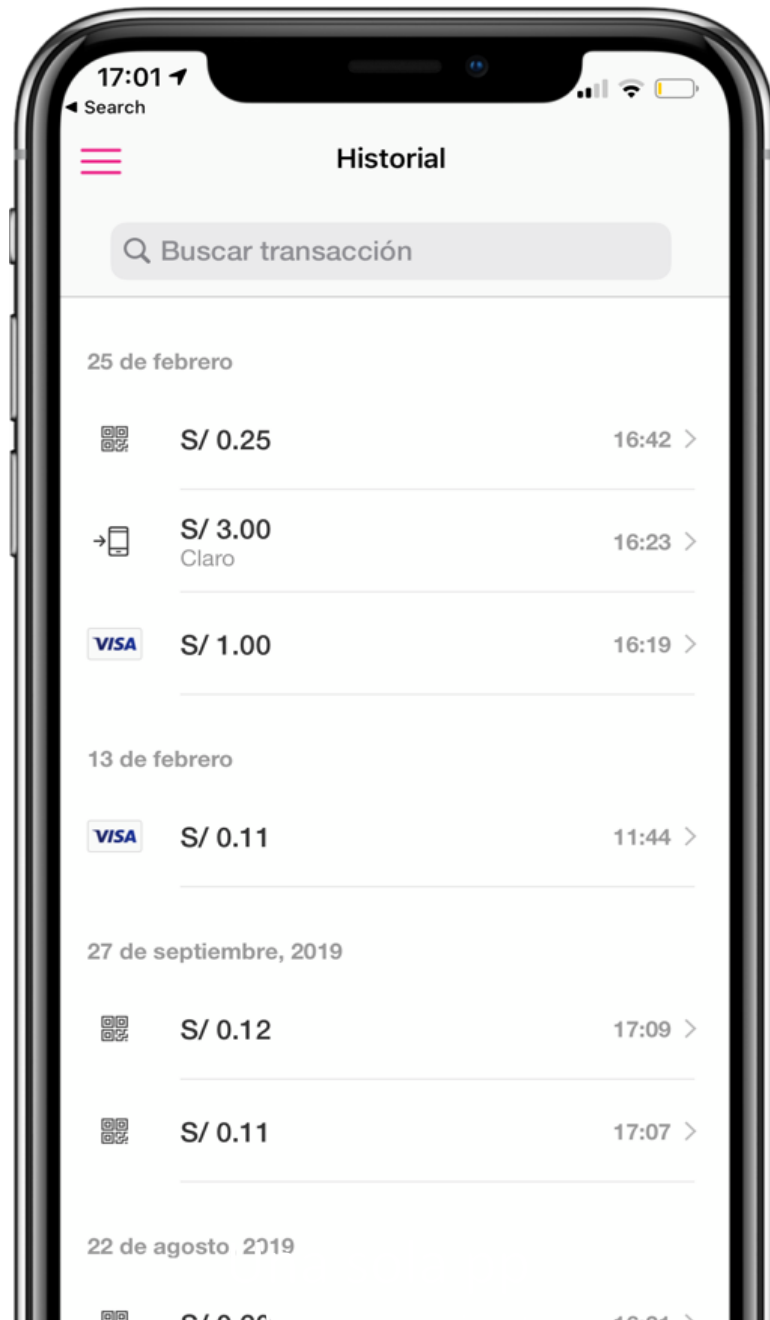 17:01
◀ Search
Historial
Buscar transacción
25 de febrero
S/ 0.25 16:42
S/ 3.00 16:23
Claro
VISA S/ 1.00 16:19
13 de febrero
VISA S/ 0.11 11:44
27 de septiembre, 2019
S/ 0.12 17:09
S/ 0.11 17:07
22 de agosto 2019